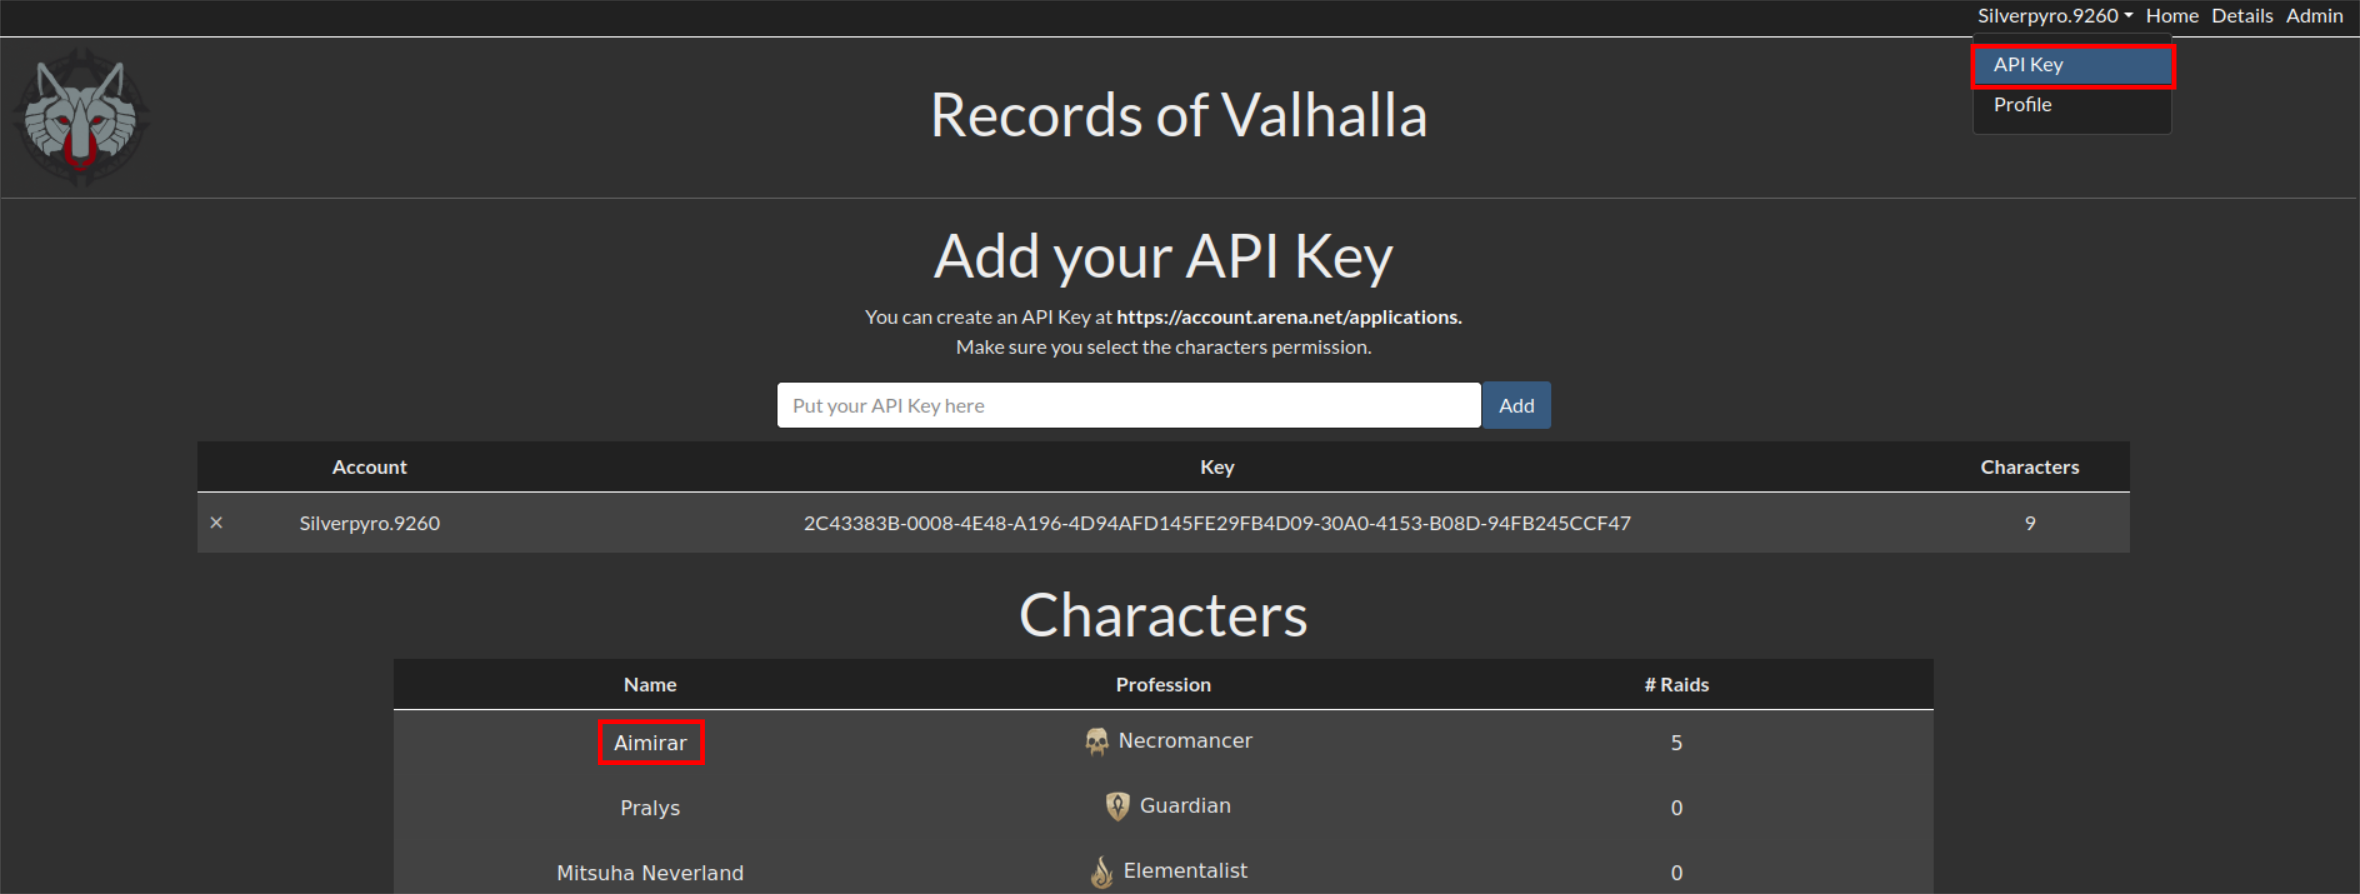 Silverpyro.9260 Home Details Admin
API Key
Profile
Records of Valhalla
Add your API Key
You can create an API Key at https://account.arena.net/applications.
Make sure you select the characters permission.
Put your API Key here Add
Account Key Characters
× Silverpyro.9260 2C43383B-0008-4E48-A196-4D94AFD145FE29FB4D09-30A0-4153-B08D-94FB245CCF47 9
Characters
Name Profession # Raids
Aimirar Necromancer 5
Pralys Guardian 0
Mitsuha Neverland Elementalist 0